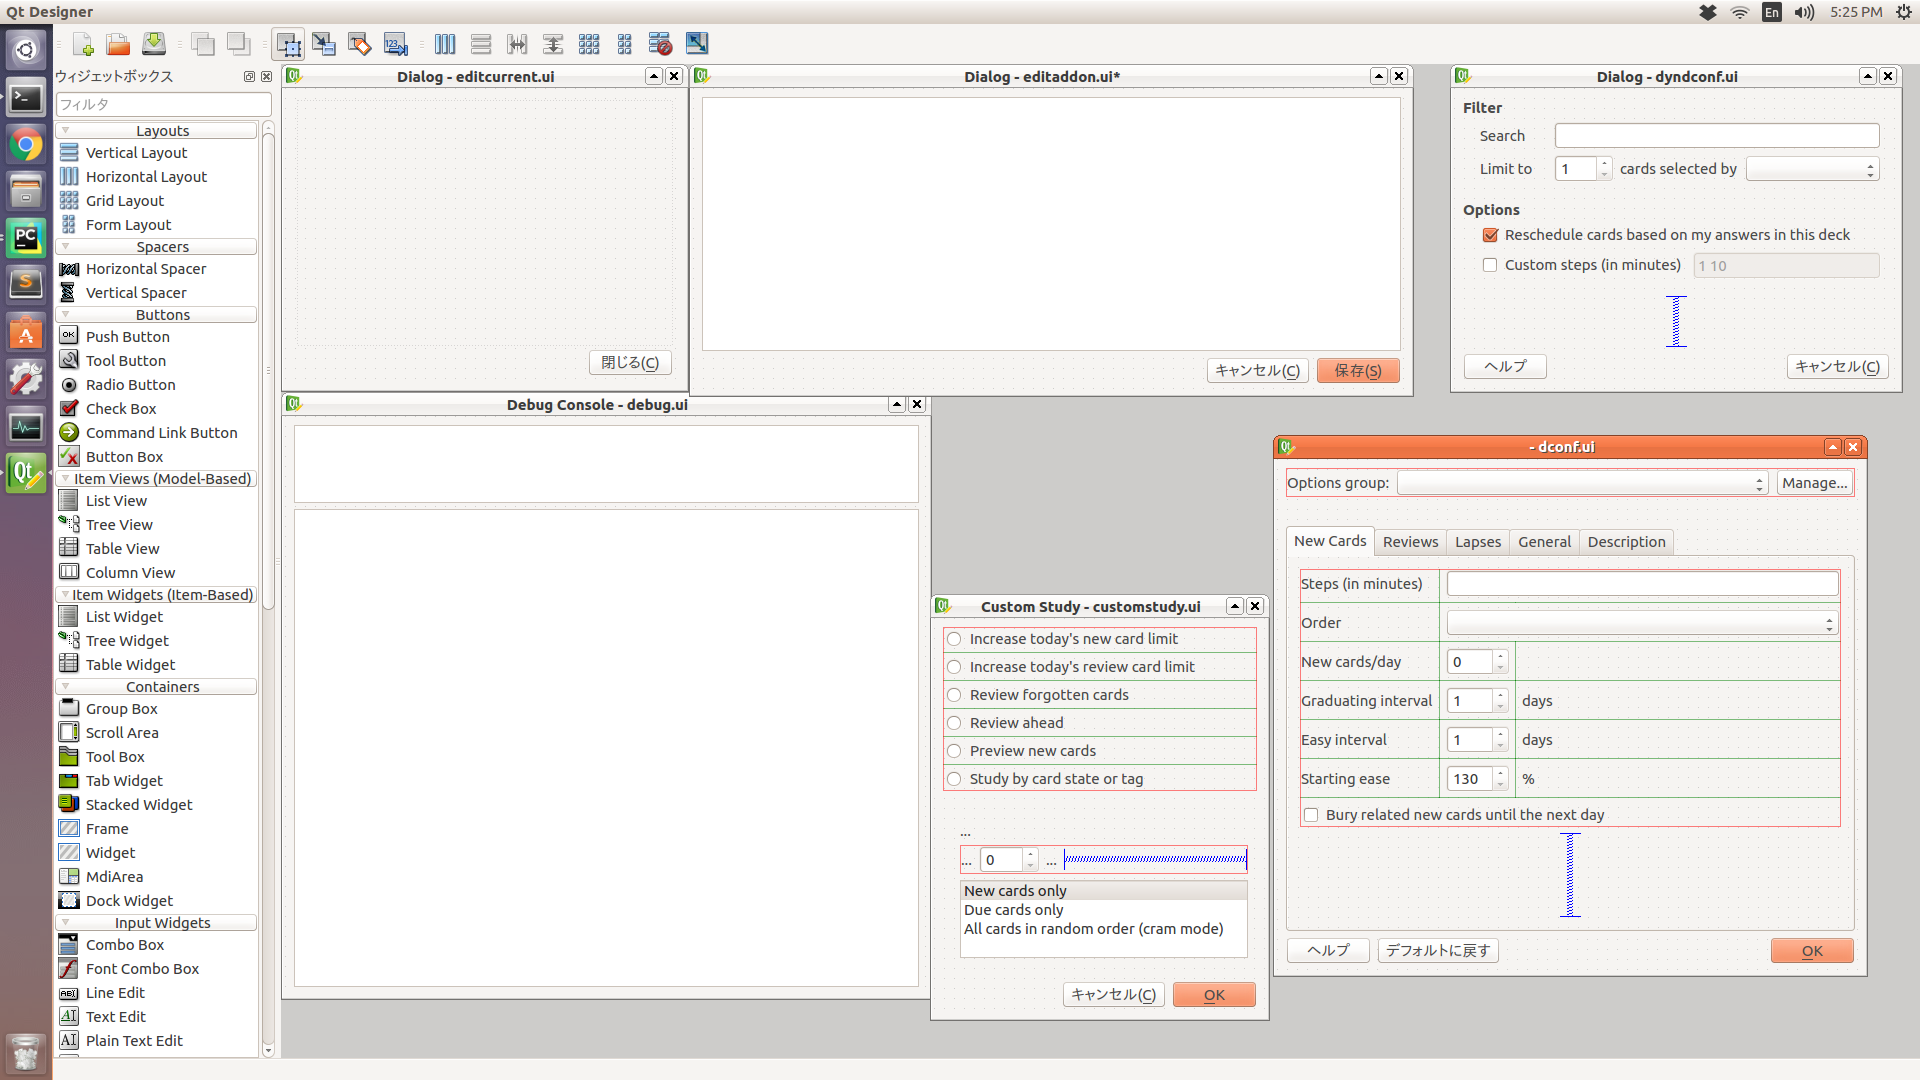 Qt Designer
En
5:25 PM
ウィジェットボックス
フィルタ
Layouts
Vertical Layout
Horizontal Layout
Grid Layout
Form Layout
Spacers
Horizontal Spacer
Vertical Spacer
Buttons
Push Button
Tool Button
Radio Button
Check Box
Command Link Button
Button Box
Item Views (Model-Based)
List View
Tree View
Table View
Column View
Item Widgets (Item-Based)
List Widget
Tree Widget
Table Widget
Containers
Group Box
Scroll Area
Tool Box
Tab Widget
Stacked Widget
Frame
Widget
MdiArea
Dock Widget
Input Widgets
Combo Box
Font Combo Box
Line Edit
Text Edit
Plain Text Edit
Dialog - editcurrent.ui
閉じる(C)
Dialog - editaddon.ui*
キャンセル(C)
保存(S)
Dialog - dyndconf.ui
Filter
Search
Limit to
1
cards selected by
Options
Reschedule cards based on my answers in this deck
Custom steps (in minutes)
1 10
ヘルプ
キャンセル(C)
Debug Console - debug.ui
Custom Study - customstudy.ui
Increase today's new card limit
Increase today's review card limit
Review forgotten cards
Review ahead
Preview new cards
Study by card state or tag
...
... 0 ...
New cards only
Due cards only
All cards in random order (cram mode)
キャンセル(C)
OK
- dconf.ui
Options group:
Manage...
New Cards
Reviews
Lapses
General
Description
Steps (in minutes)
Order
New cards/day
0
Graduating interval
1
days
Easy interval
1
days
Starting ease
130
%
Bury related new cards until the next day
ヘルプ
デフォルトに戻す
OK